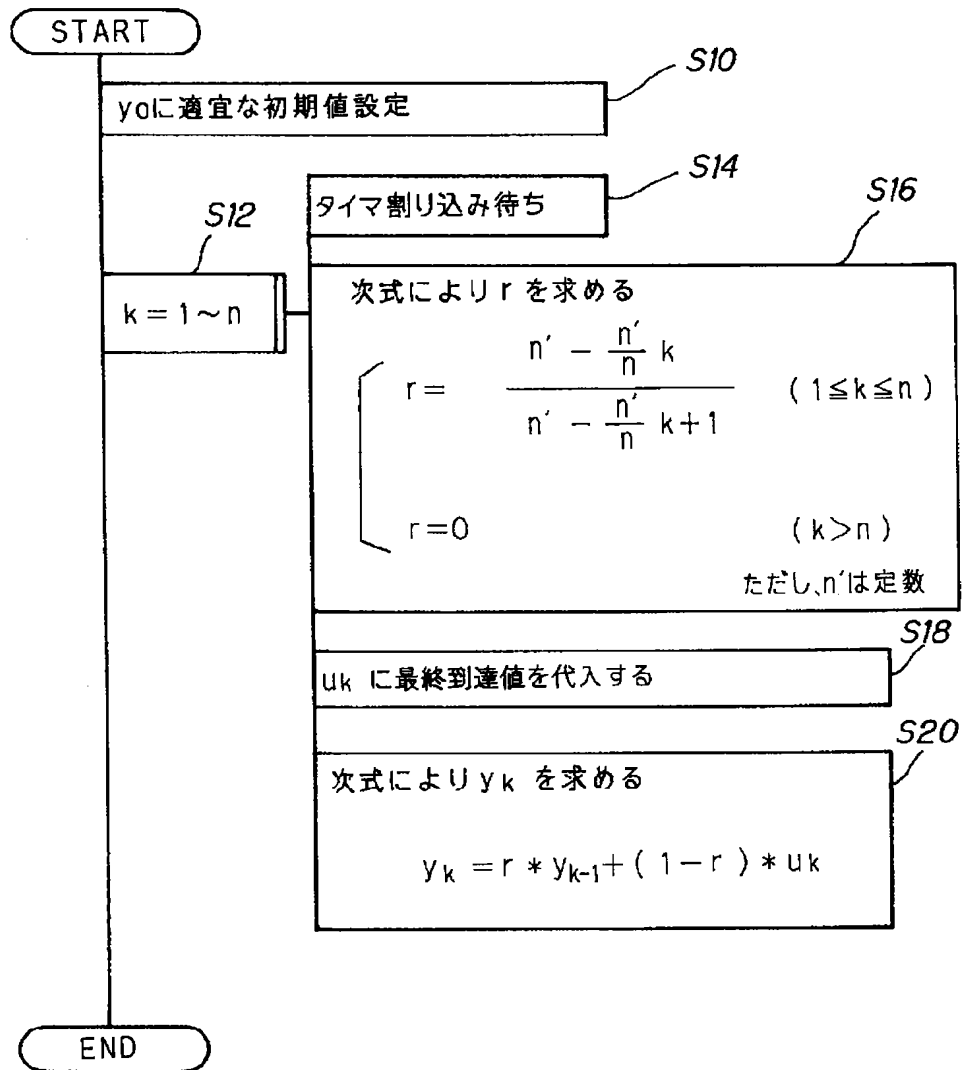 START
S10
y0に適宜な初期値設定
S14
タイマ割り込み待ち
S12
k=1~n
S16
次式によりrを求める
r= (n′ - n′/n k) / (n′ - n′/n k+1) (1≦k≦n)
r=0 (k>n)
ただし、n′は定数
S18
uk に最終到達値を代入する
S20
次式によりyk を求める
yk =r*yk-1+(1-r)*uk
END